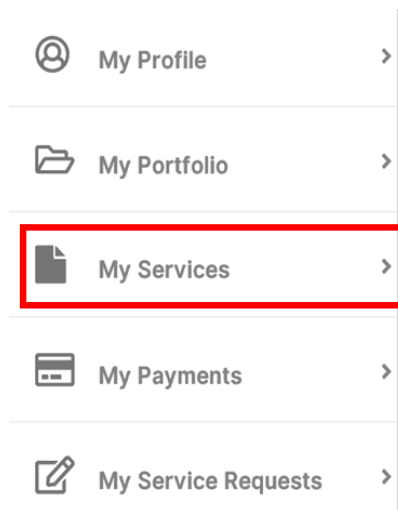 My Profile
My Portfolio
My Services
My Payments
My Service Requests